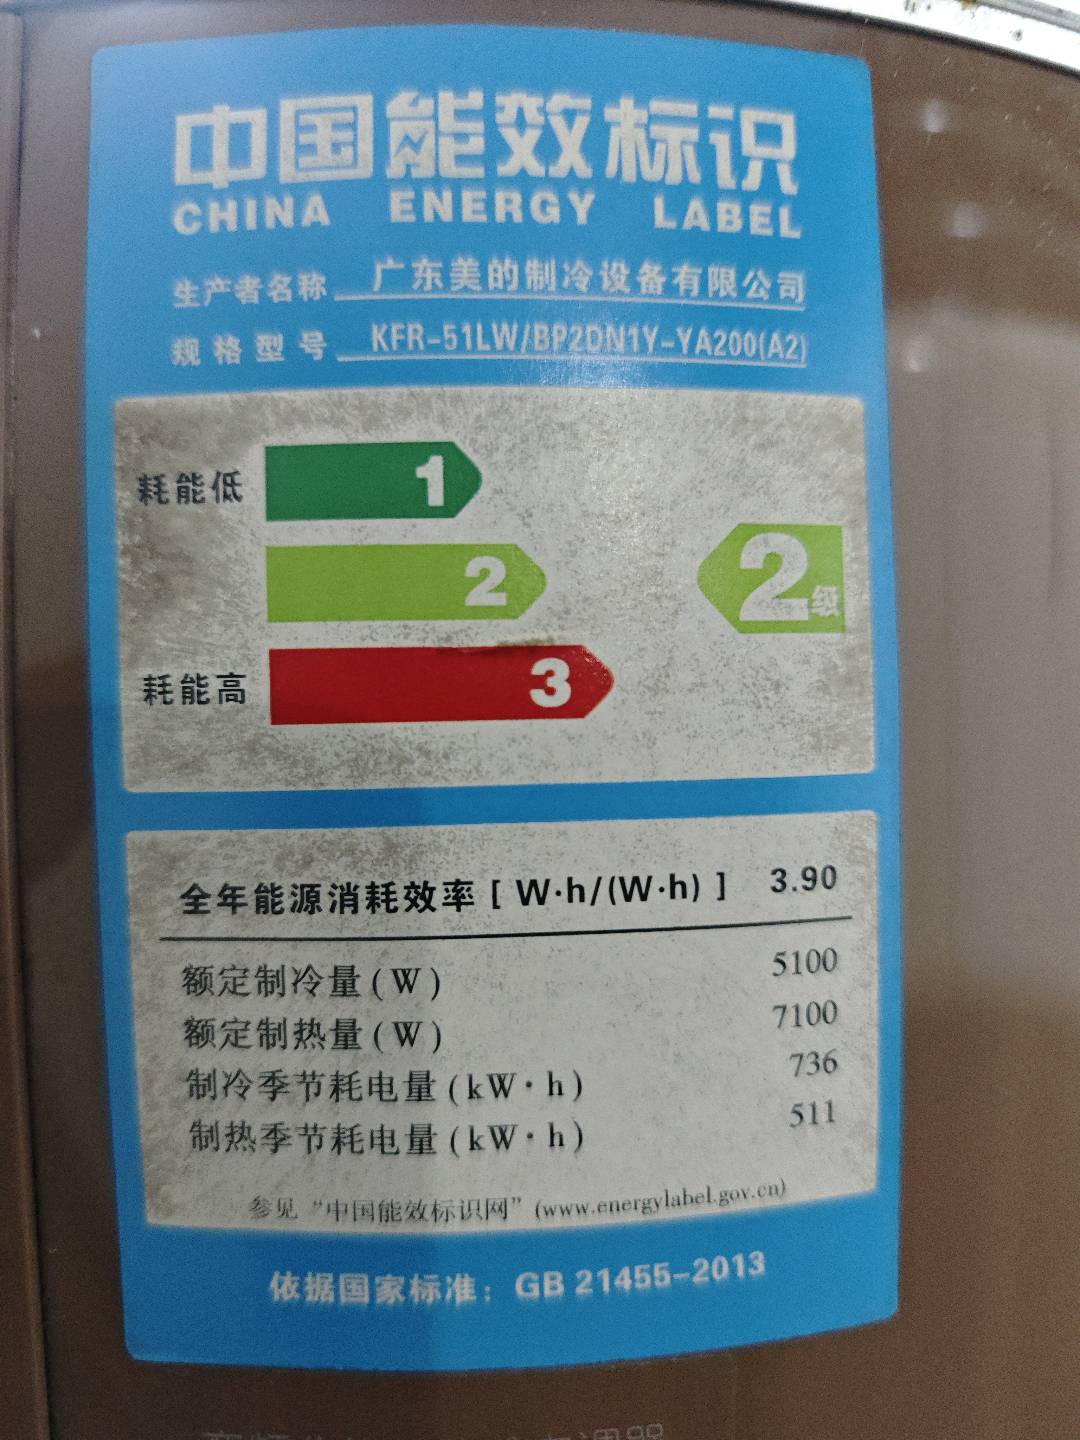 中国能效标识
CHINA ENERGY LABEL
生产者名称 广东美的制冷设备有限公司
规格型号 KFR-51LW/BP2DN1Y-YA200(A2)
耗能低 1
2 2级
耗能高 3
全年能源消耗效率[W·h/(W·h)] 3.90
额定制冷量(W) 5100
额定制热量(W) 7100
制冷季节耗电量(kW·h) 736
制热季节耗电量(kW·h) 511
参见“中国能效标识网”(www.energylabel.gov.cn)
依据国家标准：GB 21455-2013